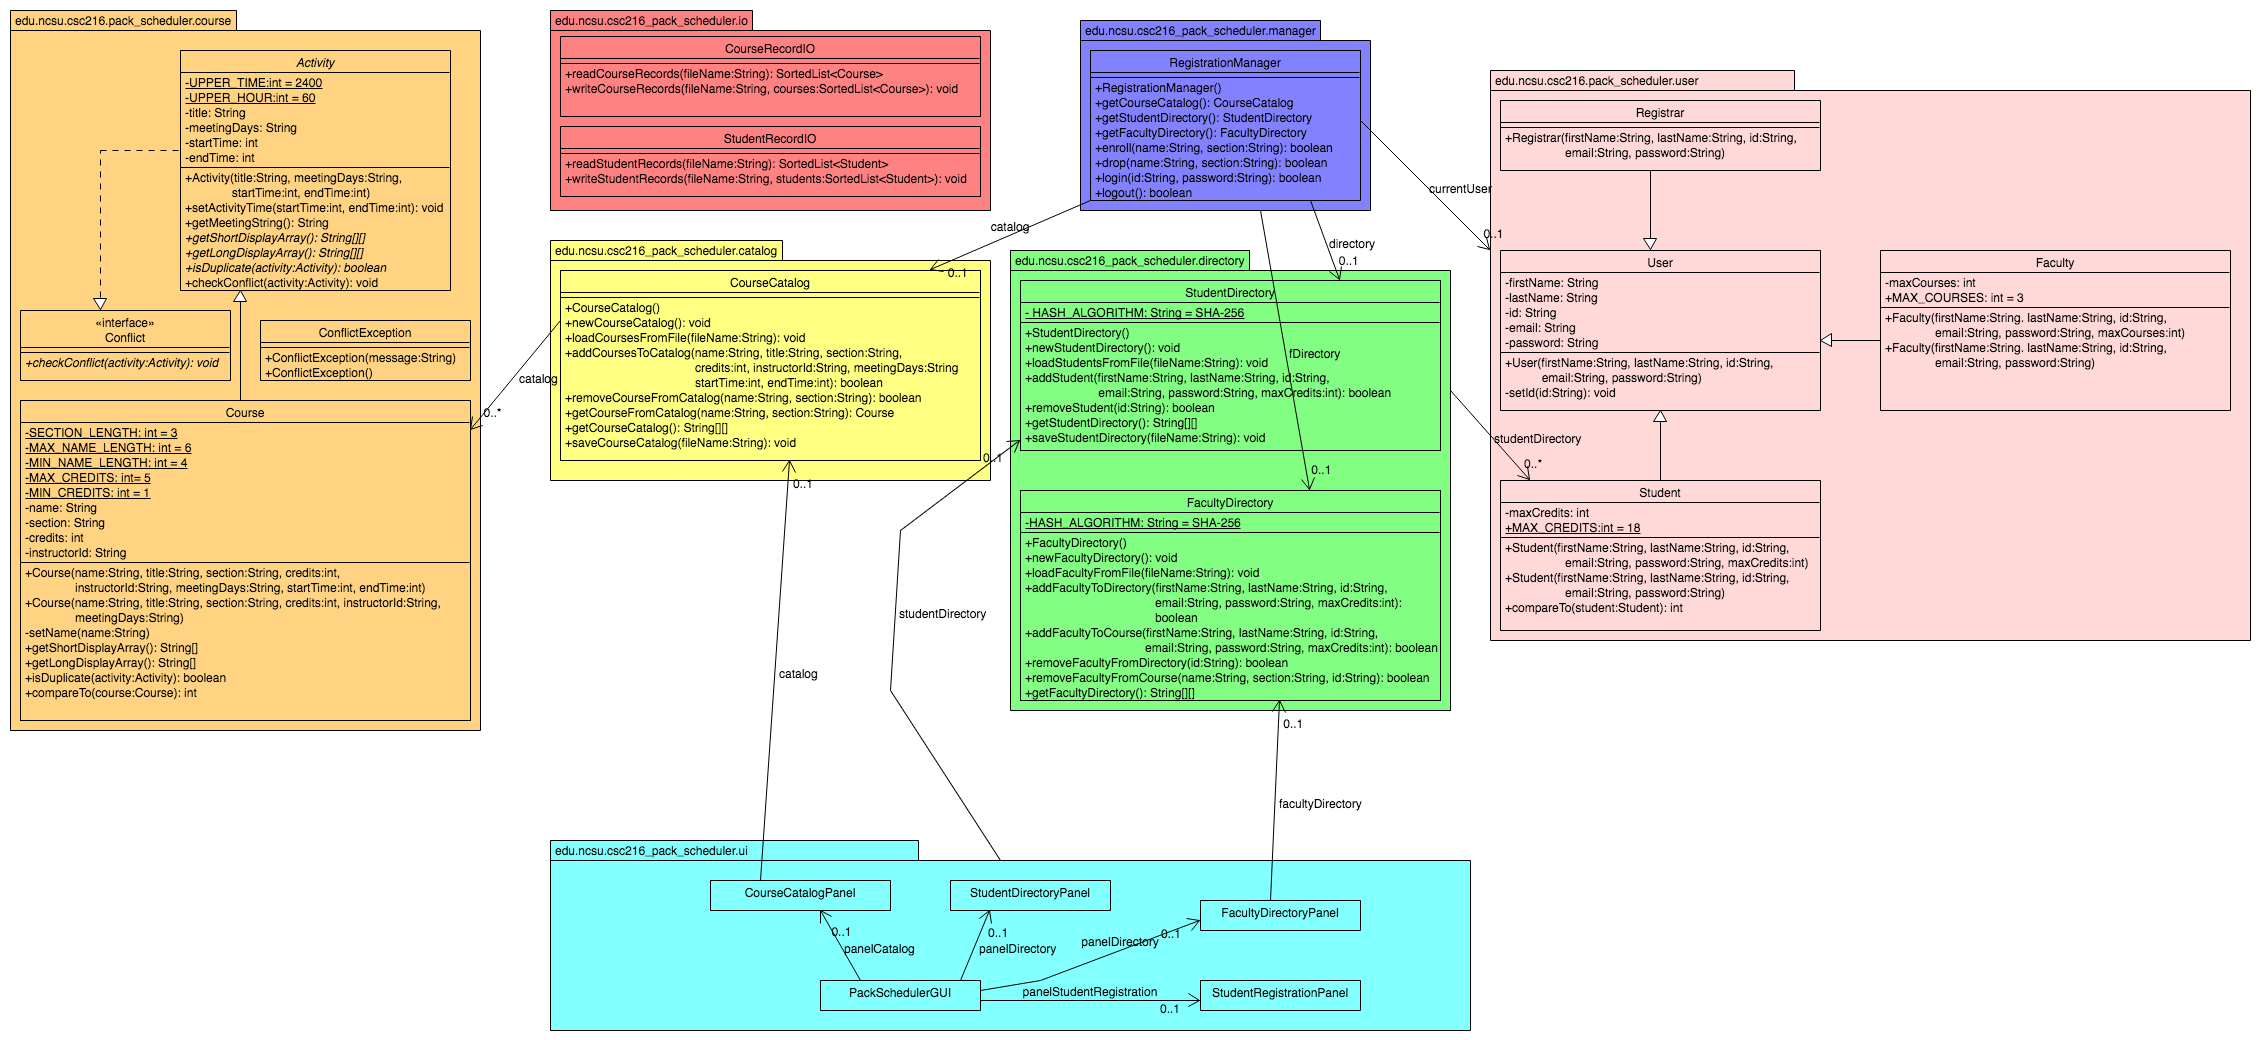 edu.ncsu.csc216.pack_scheduler.course
Activity
-UPPER_TIME:int = 2400
-UPPER_HOUR:int = 60
-title: String
-meetingDays: String
-startTime: int
-endTime: int
+Activity(title:String, meetingDays:String,
startTime:int, endTime:int)
+setActivityTime(startTime:int, endTime:int): void
+getMeetingString(): String
+getShortDisplayArray(): String[][]
+getLongDisplayArray(): String[][]
+isDuplicate(activity:Activity): boolean
+checkConflict(activity:Activity): void
«interface»
Conflict
+checkConflict(activity:Activity): void
ConflictException
+ConflictException(message:String)
+ConflictException()
Course
-SECTION_LENGTH: int = 3
-MAX_NAME_LENGTH: int = 6
-MIN_NAME_LENGTH: int = 4
-MAX_CREDITS: int= 5
-MIN_CREDITS: int = 1
-name: String
-section: String
-credits: int
-instructorId: String
+Course(name:String, title:String, section:String, credits:int,
instructorId:String, meetingDays:String, startTime:int, endTime:int)
+Course(name:String, title:String, section:String, credits:int, instructorId:String,
meetingDays:String)
-setName(name:String)
+getShortDisplayArray(): String[]
+getLongDisplayArray(): String[]
+isDuplicate(activity:Activity): boolean
+compareTo(course:Course): int
edu.ncsu.csc216_pack_scheduler.io
CourseRecordIO
+readCourseRecords(fileName:String): SortedList<Course>
+writeCourseRecords(fileName:String, courses:SortedList<Course>): void
StudentRecordIO
+readStudentRecords(fileName:String): SortedList<Student>
+writeStudentRecords(fileName:String, students:SortedList<Student>): void
edu.ncsu.csc216_pack_scheduler.manager
RegistrationManager
+RegistrationManager()
+getCourseCatalog(): CourseCatalog
+getStudentDirectory(): StudentDirectory
+getFacultyDirectory(): FacultyDirectory
+enroll(name:String, section:String): boolean
+drop(name:String, section:String): boolean
+login(id:String, password:String): boolean
+logout(): boolean
currentUser
0..1
catalog
0..1
directory
0..1
fDirectory
0..1
edu.ncsu.csc216_pack_scheduler.catalog
CourseCatalog
+CourseCatalog()
+newCourseCatalog(): void
+loadCoursesFromFile(fileName:String): void
+addCoursesToCatalog(name:String, title:String, section:String,
credits:int, instructorId:String, meetingDays:String
startTime:int, endTime:int): boolean
+removeCourseFromCatalog(name:String, section:String): boolean
+getCourseFromCatalog(name:String, section:String): Course
+getCourseCatalog(): String[][]
+saveCourseCatalog(fileName:String): void
catalog
0..*
edu.ncsu.csc216_pack_scheduler.directory
StudentDirectory
- HASH_ALGORITHM: String = SHA-256
+StudentDirectory()
+newStudentDirectory(): void
+loadStudentsFromFile(fileName:String): void
+addStudent(firstName:String, lastName:String, id:String,
email:String, password:String, maxCredits:int): boolean
+removeStudent(id:String): boolean
+getStudentDirectory(): String[][]
+saveStudentDirectory(fileName:String): void
FacultyDirectory
-HASH_ALGORITHM: String = SHA-256
+FacultyDirectory()
+newFacultyDirectory(): void
+loadFacultyFromFile(fileName:String): void
+addFacultyToDirectory(firstName:String, lastName:String, id:String,
email:String, password:String, maxCredits:int):
boolean
+addFacultyToCourse(firstName:String, lastName:String, id:String,
email:String, password:String, maxCredits:int): boolean
+removeFacultyFromDirectory(id:String): boolean
+removeFacultyFromCourse(name:String, section:String, id:String): boolean
+getFacultyDirectory(): String[][]
studentDirectory
0..*
edu.ncsu.csc216.pack_scheduler.user
Registrar
+Registrar(firstName:String, lastName:String, id:String,
email:String, password:String)
User
-firstName: String
-lastName: String
-id: String
-email: String
-password: String
+User(firstName:String, lastName:String, id:String,
email:String, password:String)
-setId(id:String): void
Faculty
-maxCourses: int
+MAX_COURSES: int = 3
+Faculty(firstName:String. lastName:String, id:String,
email:String, password:String, maxCourses:int)
+Faculty(firstName:String. lastName:String, id:String,
email:String, password:String)
Student
-maxCredits: int
+MAX_CREDITS:int = 18
+Student(firstName:String, lastName:String, id:String,
email:String, password:String, maxCredits:int)
+Student(firstName:String, lastName:String, id:String,
email:String, password:String)
+compareTo(student:Student): int
0..1
catalog
0..1
studentDirectory
0..1
facultyDirectory
edu.ncsu.csc216_pack_scheduler.ui
CourseCatalogPanel
StudentDirectoryPanel
FacultyDirectoryPanel
0..1
panelCatalog
0..1
panelDirectory
panelDirectory
0..1
PackSchedulerGUI
panelStudentRegistration
0..1
StudentRegistrationPanel